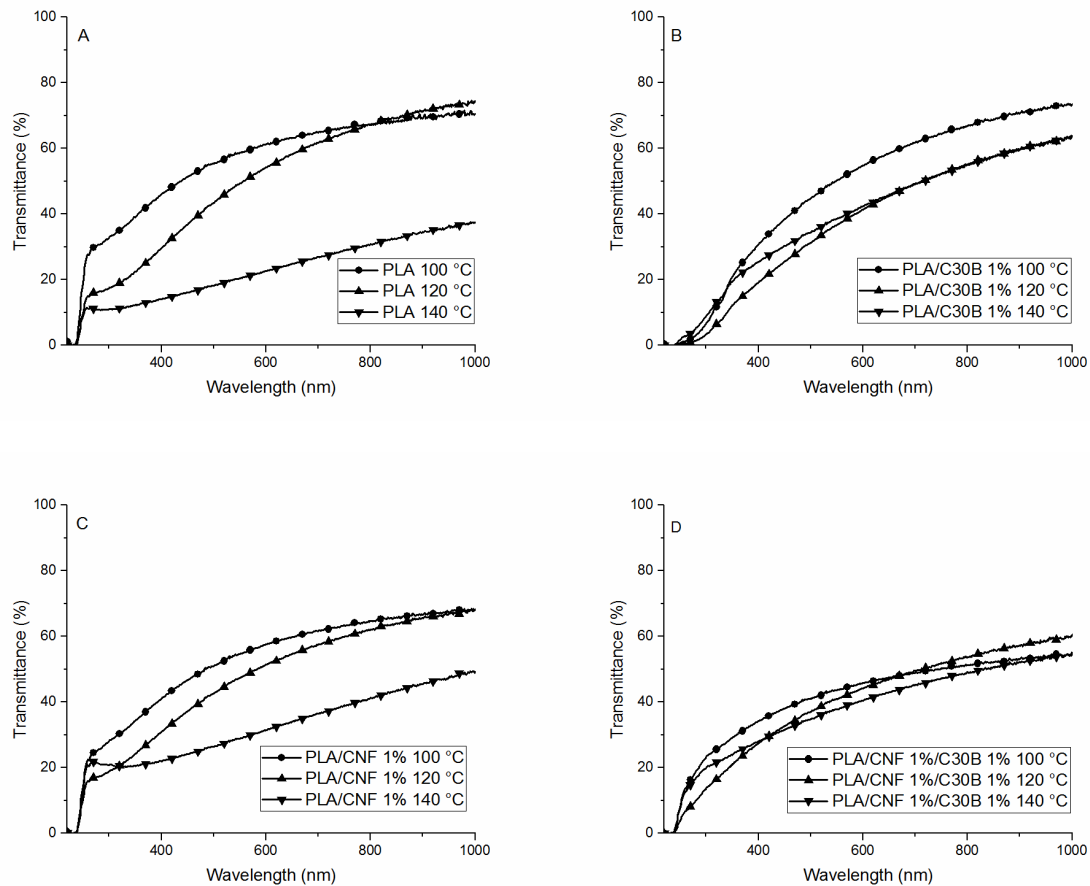 A
Transmittance (%)
100
80
60
40
20
0
PLA 100 °C
PLA 120 °C
PLA 140 °C
400
600
800
1000
Wavelength (nm)
B
Transmittance (%)
100
80
60
40
20
0
PLA/C30B 1% 100 °C
PLA/C30B 1% 120 °C
PLA/C30B 1% 140 °C
400
600
800
1000
Wavelength (nm)
C
Transmittance (%)
100
80
60
40
20
0
PLA/CNF 1% 100 °C
PLA/CNF 1% 120 °C
PLA/CNF 1% 140 °C
400
600
800
1000
Wavelength (nm)
D
Transmittance (%)
100
80
60
40
20
0
PLA/CNF 1%/C30B 1% 100 °C
PLA/CNF 1%/C30B 1% 120 °C
PLA/CNF 1%/C30B 1% 140 °C
400
600
800
1000
Wavelength (nm)